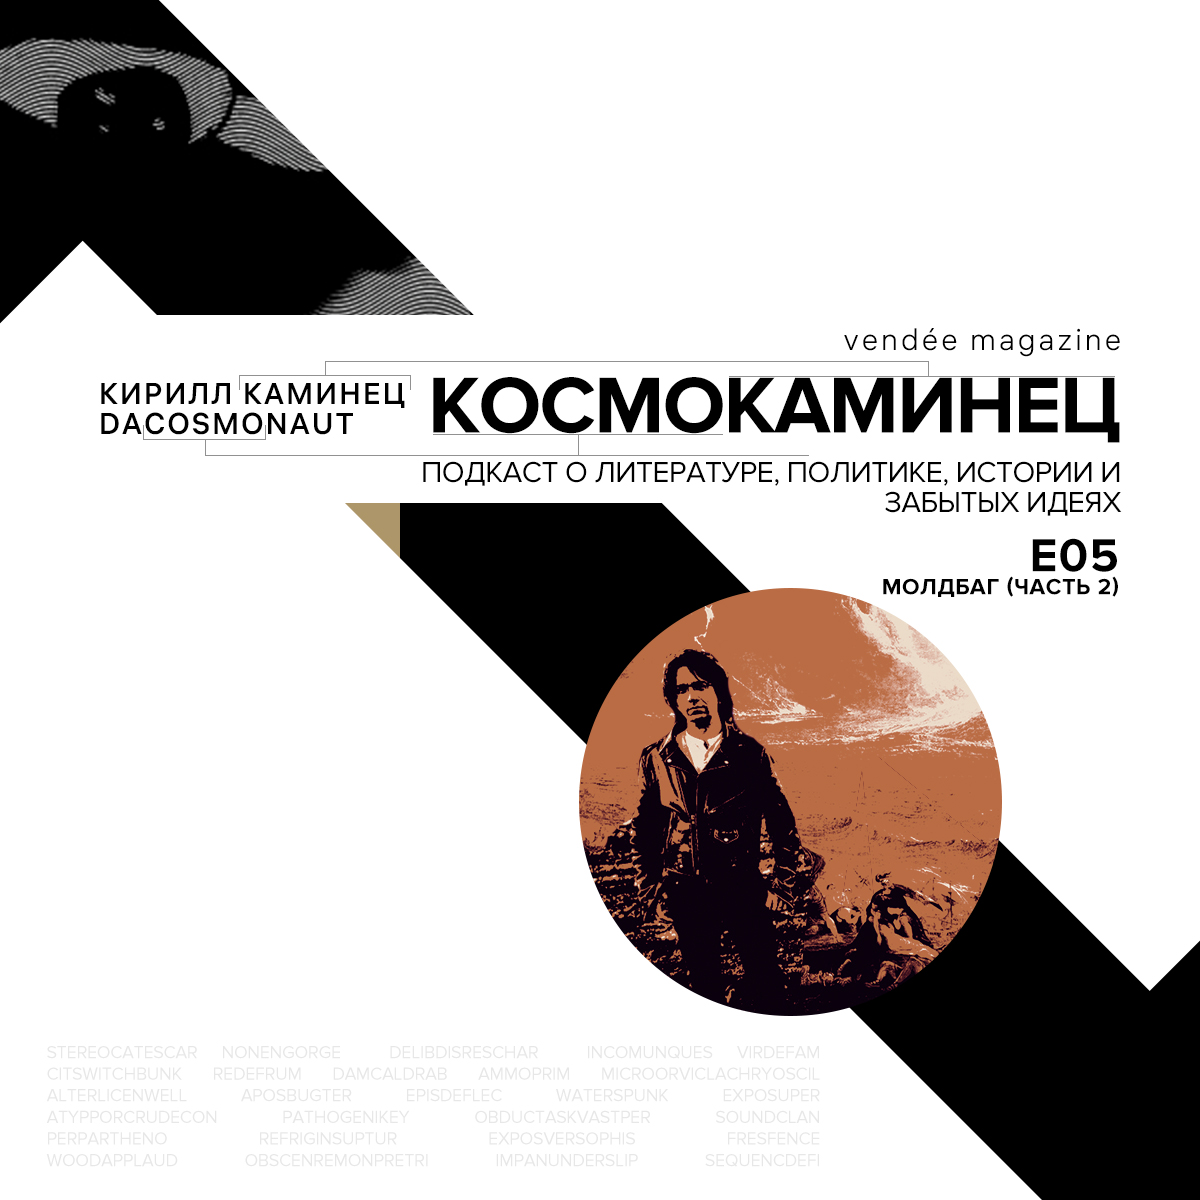 vendée magazine
КИРИЛЛ КАМИНЕЦ
DACOSMONAUT
КОСМОКАМИНЕЦ
ПОДКАСТ О ЛИТЕРАТУРЕ, ПОЛИТИКЕ, ИСТОРИИ И
ЗАБЫТЫХ ИДЕЯХ
E05
МОЛДБАГ (ЧАСТЬ 2)
STEREOCATESCAR NONENGORGE DELIBDISRESCHAR INCOMUNQUES VIRDEFAM
CITSWITCHBUNK REDEFRUM DAMCALDRAB AMMOPRIM MICROORVICLACHRYOSCIL
ALTERLICENWELL APOSBUGTER EPISDEFLEC WATERSPUNK EXPOSUPER
ATYPPORCRUDECON PATHOGENIKEY OBDUCTASKVASTPER SOUNDCLAN
PERPARTHENO REFRIGINSUPTUR EXPOSVERSOPHIS FRESFENCE
WOODAPPLAUD OBSCENREMONPRETRI IMPANUNDERSLIP SEQUENCDEFI